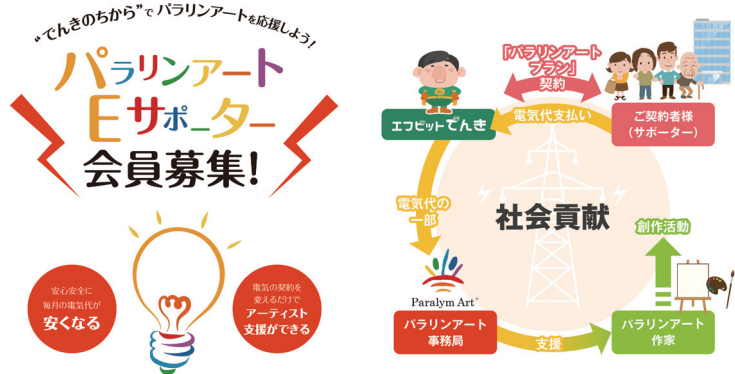 “でんきのちから”でパラリンアートを応援しよう!
パラリンアート
Eサポーター
会員募集!
安心安全に
毎月の電気代が
安くなる
電気の契約を
変えるだけで
アーティスト
支援ができる
「パラリンアート
プラン」
契約
エフビットでんき
電気代支払い
ご契約者様
(サポーター)
電気代の
一部
社会貢献
創作活動
Paralym Art
パラリンアート
事務局
支援
パラリンアート
作家